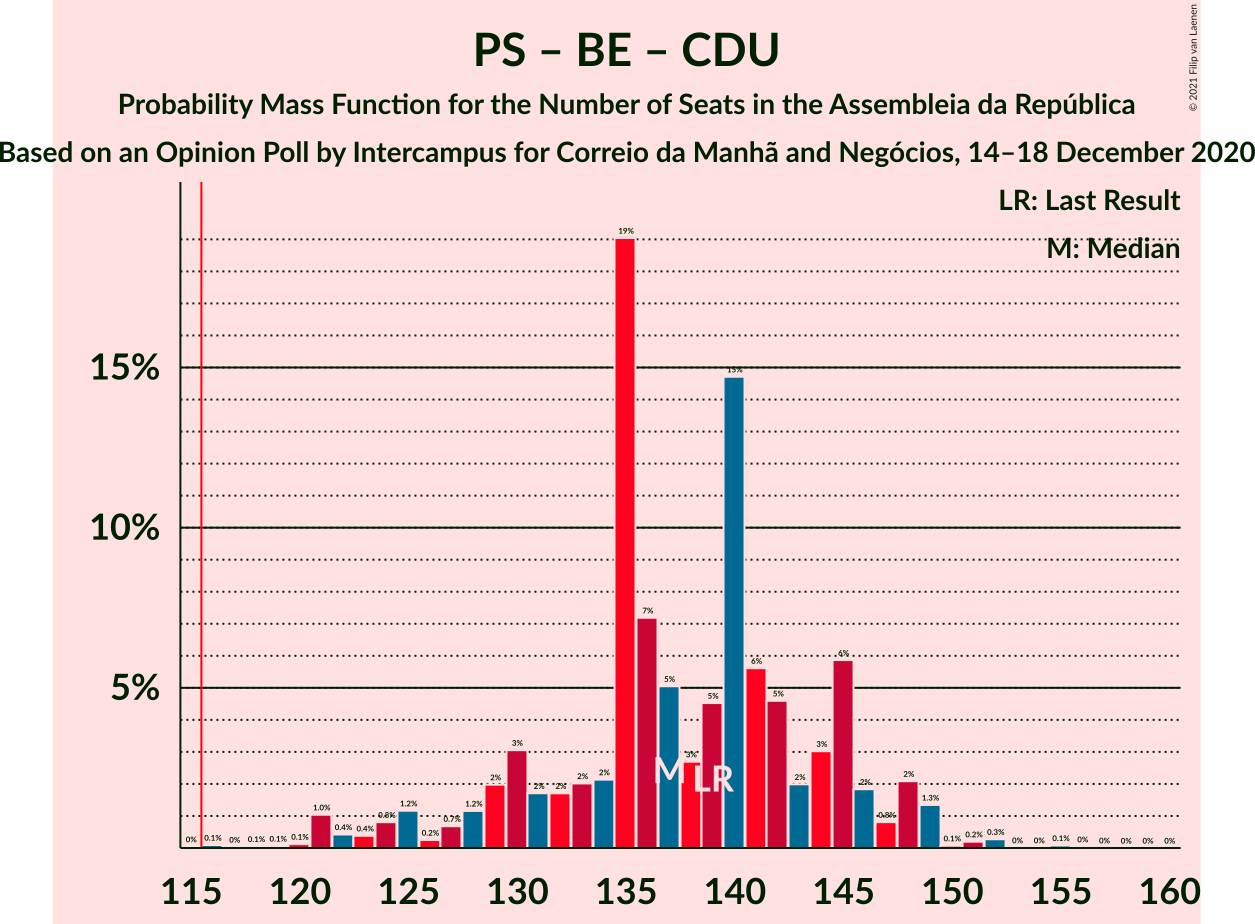 PS – BE – CDU
Probability Mass Function for the Number of Seats in the Assembleia da República
Based on an Opinion Poll by Intercampus for Correio da Manhã and Negócios, 14–18 December 2020
© 2021 Filip van Laenen
LR: Last Result
M: Median
15%
10%
5%
0% 0.1% 0% 0.1% 0.1% 0.1% 1.0% 0.4% 0.4% 0.8% 1.2% 0.2% 0.7% 1.2% 2% 3% 2% 2% 2% 2% 19% 7% 5% 3% 5% 15% 6% 5% 2% 3% 6% 2% 0.8% 2% 1.3% 0.1% 0.2% 0.3% 0% 0% 0.1% 0% 0% 0% 0% 0%
M LR
115 120 125 130 135 140 145 150 155 160